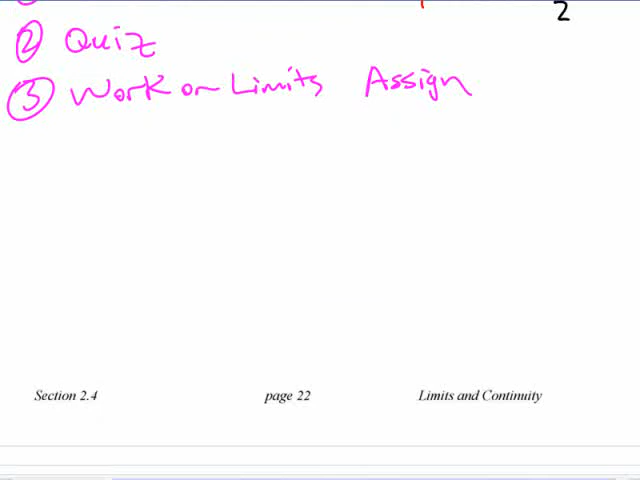 2
② Quiz
③ Work on Limits Assign
Section 2.4 page 22 Limits and Continuity